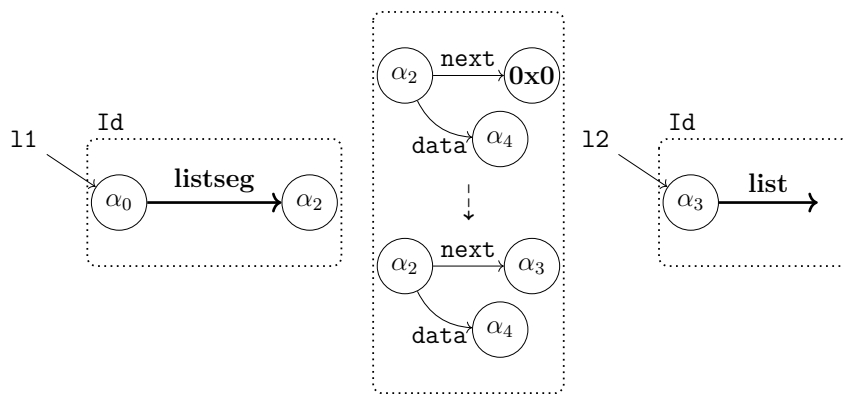 Id
l1
α0 listseg α2
α2 next 0x0
data α4
α2 next α3
data α4
Id
l2
α3 list